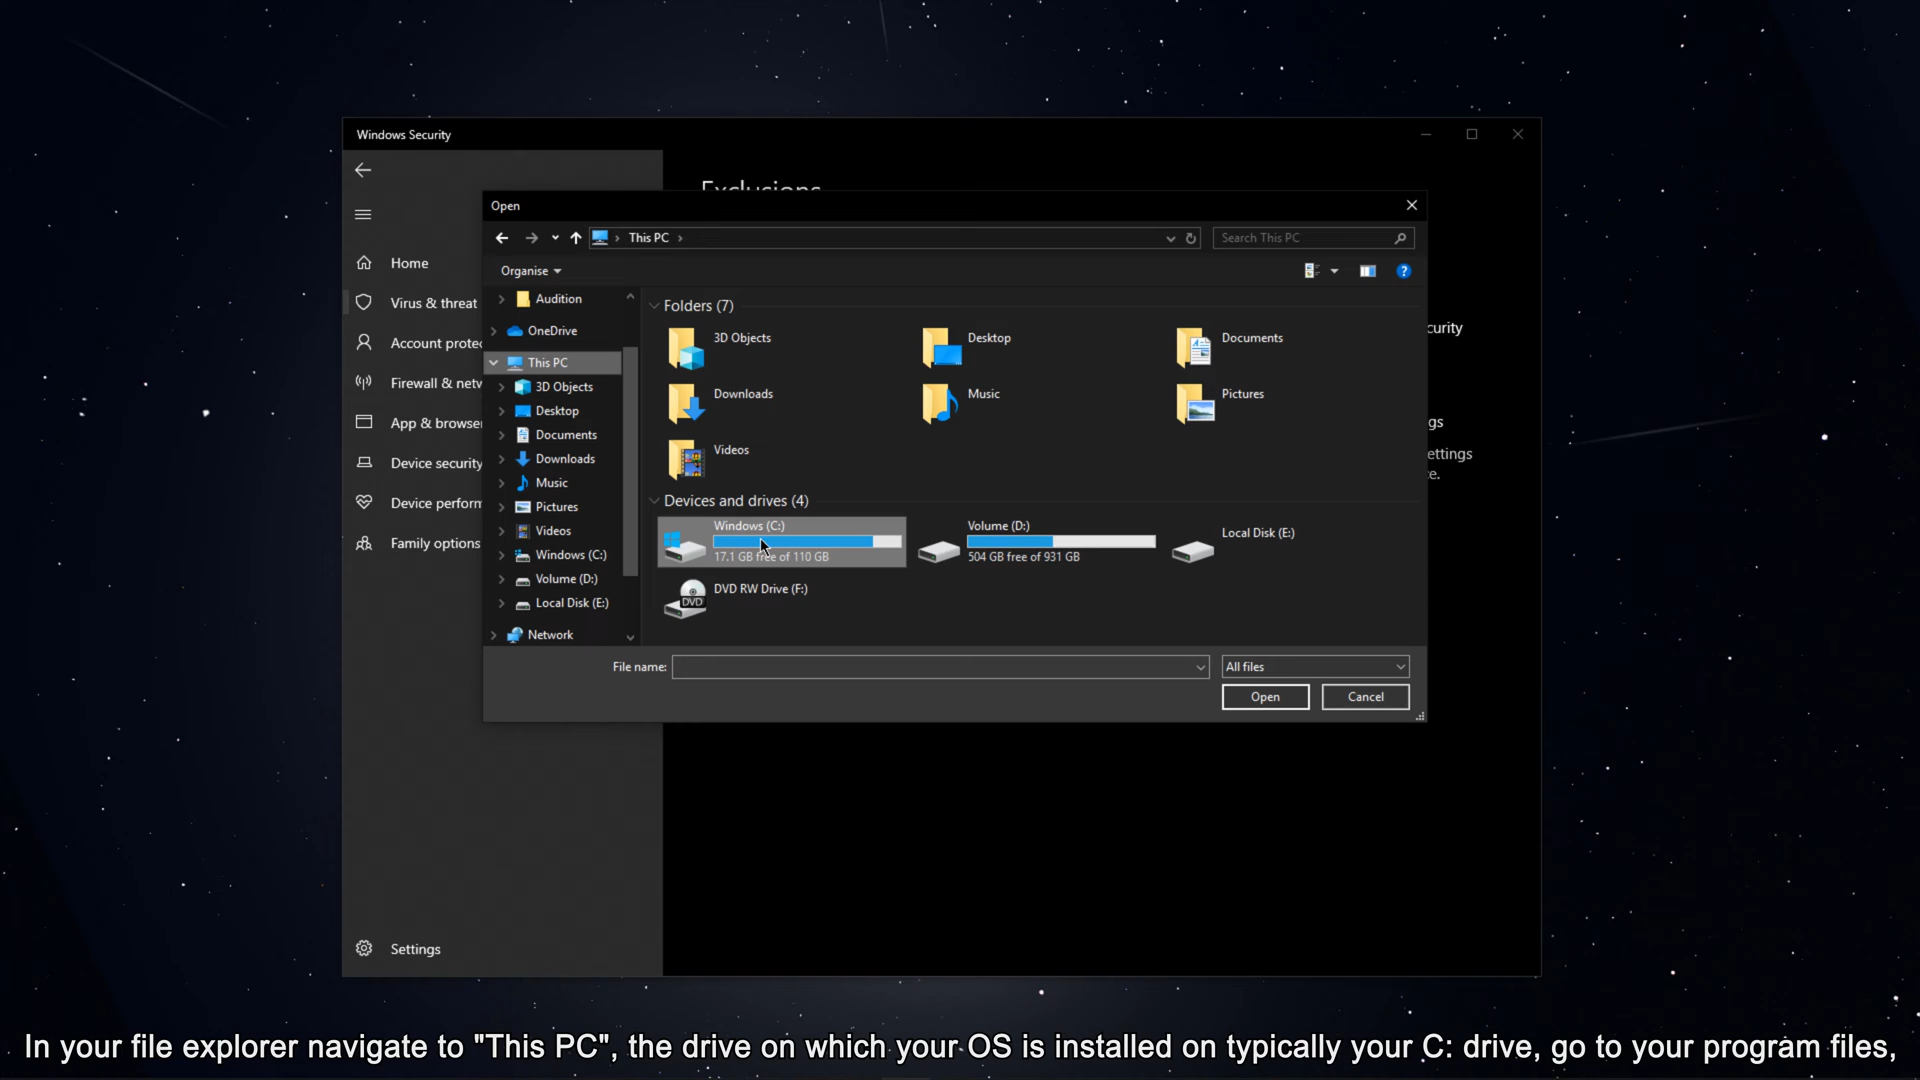 Windows Security
Exclusions
Home
Virus & threat
Account prote
Firewall & netw
App & browse
Device security
Device perform
Family options
Settings
curity
gs
ettings
e.
Open
This PC
Search This PC
Organise
Audition
OneDrive
This PC
3D Objects
Desktop
Documents
Downloads
Music
Pictures
Videos
Windows (C:)
Volume (D:)
Local Disk (E:)
Network
Folders (7)
3D Objects
Desktop
Documents
Downloads
Music
Pictures
Videos
Devices and drives (4)
Windows (C:)
17.1 GB free of 110 GB
Volume (D:)
504 GB free of 931 GB
Local Disk (E:)
DVD
DVD RW Drive (F:)
File name:
All files
Open
Cancel
In your file explorer navigate to "This PC", the drive on which your OS is installed on typically your C: drive, go to your program files,